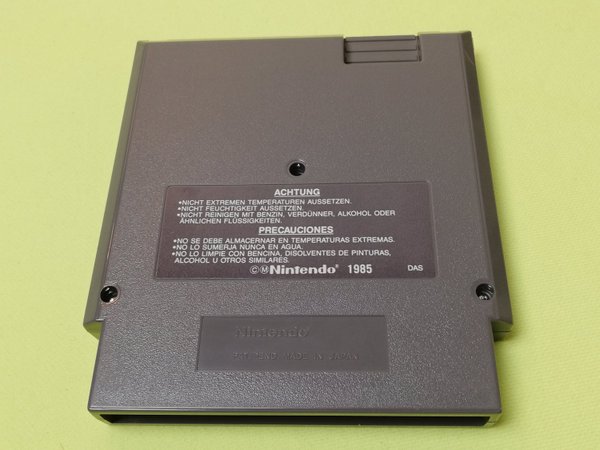 ACHTUNG
•NICHT EXTREMEN TEMPERATUREN AUSSETZEN.
•NICHT FEUCHTIGKEIT AUSSETZEN.
•NICHT REINIGEN MIT BENZIN, VERDÜNNER, ALKOHOL ODER
ÄHNLICHEN FLÜSSIGKEITEN.
PRECAUCIONES
•NO SE DEBE ALMACERNAR EN TEMPERATURAS EXTREMAS.
•NO LO SUMERJA NUNCA EN AGUA.
•NO LO LIMPIE CON BENCINA, DISOLVENTES DE PINTURAS,
ALCOHOL U OTROS SIMILARES.
©Ⓜ Nintendo® 1985 DAS
Nintendo®
PAT. PEND. MADE IN JAPAN